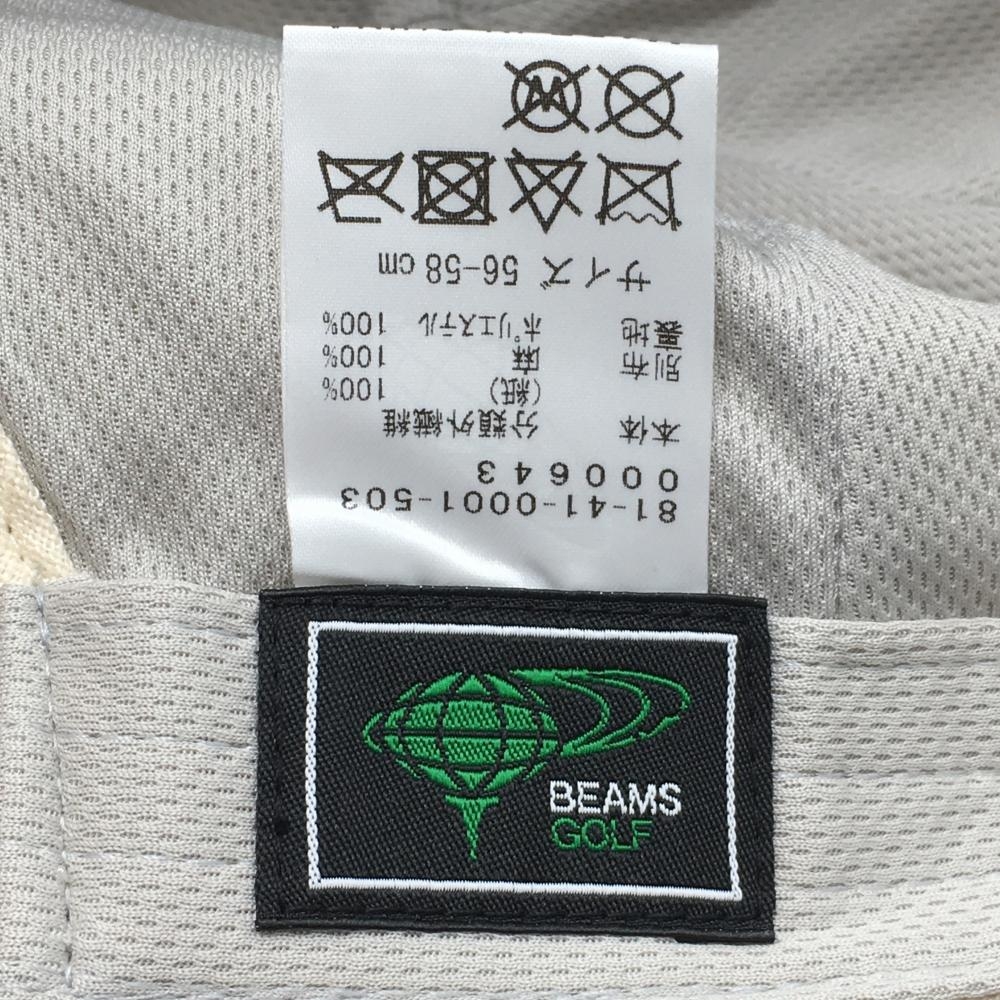 81-41-0001-503
000643
本体 分類外繊維
(紙) 100%
別布 麻 100%
裏地 ポリエステル 100%
サイズ 56-58cm
W
BEAMS
GOLF